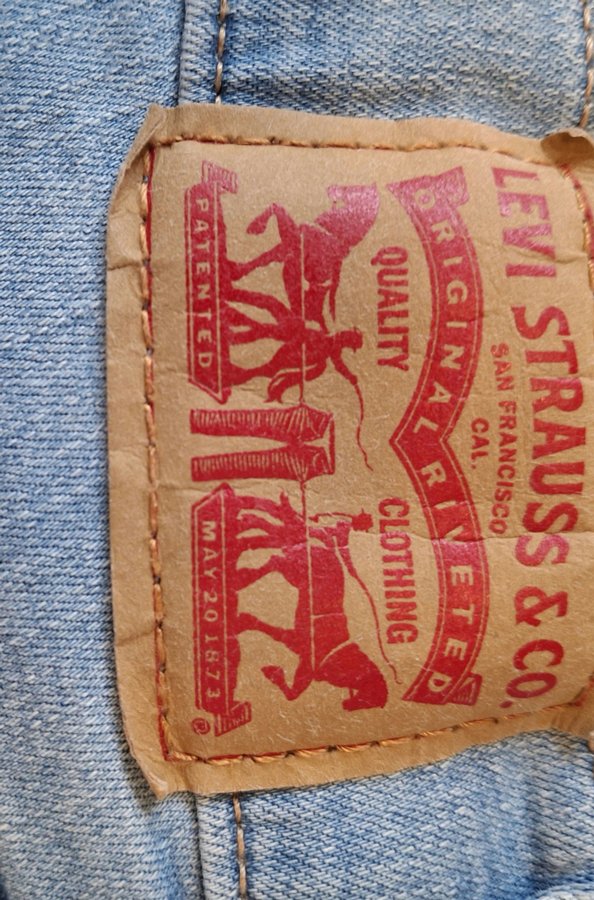 LEVI STRAUSS & CO.
SAN FRANCISCO
CAL.
ORIGINAL RIVETED
QUALITY CLOTHING
PATENTED MAY 20 1873 ®